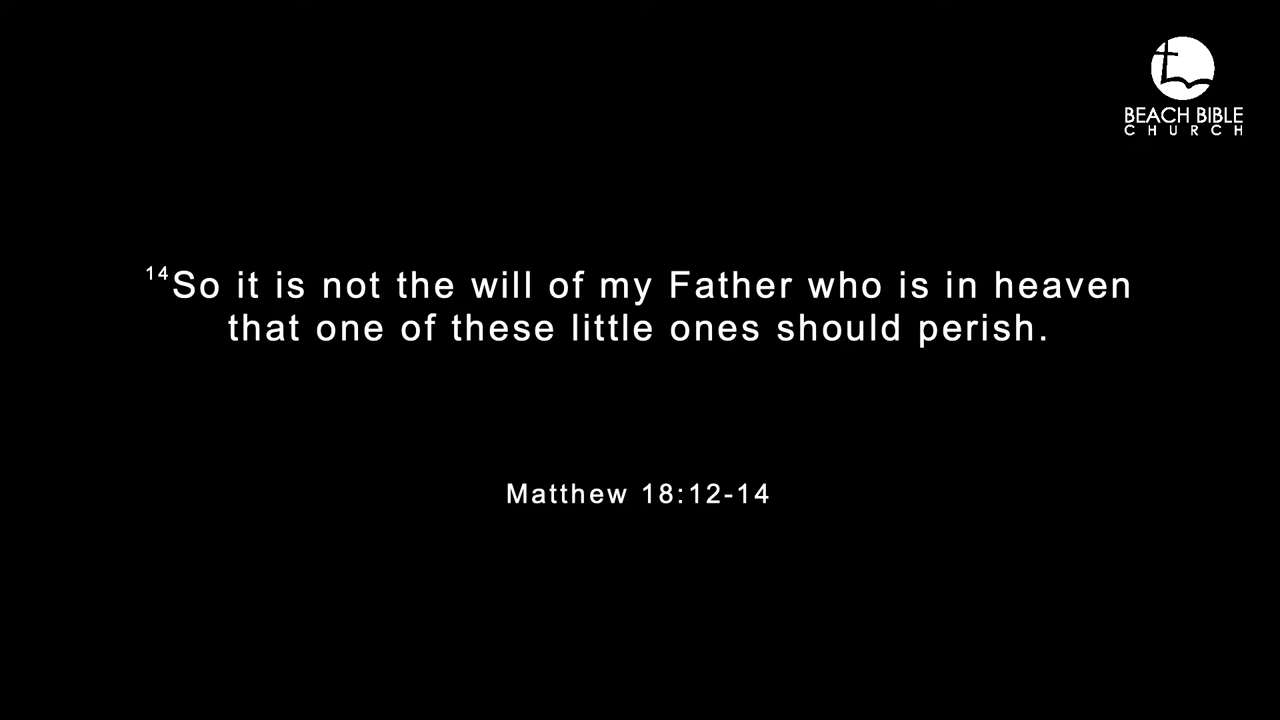 BEACH BIBLE
CHURCH
¹⁴So it is not the will of my Father who is in heaven
that one of these little ones should perish.
Matthew 18:12-14